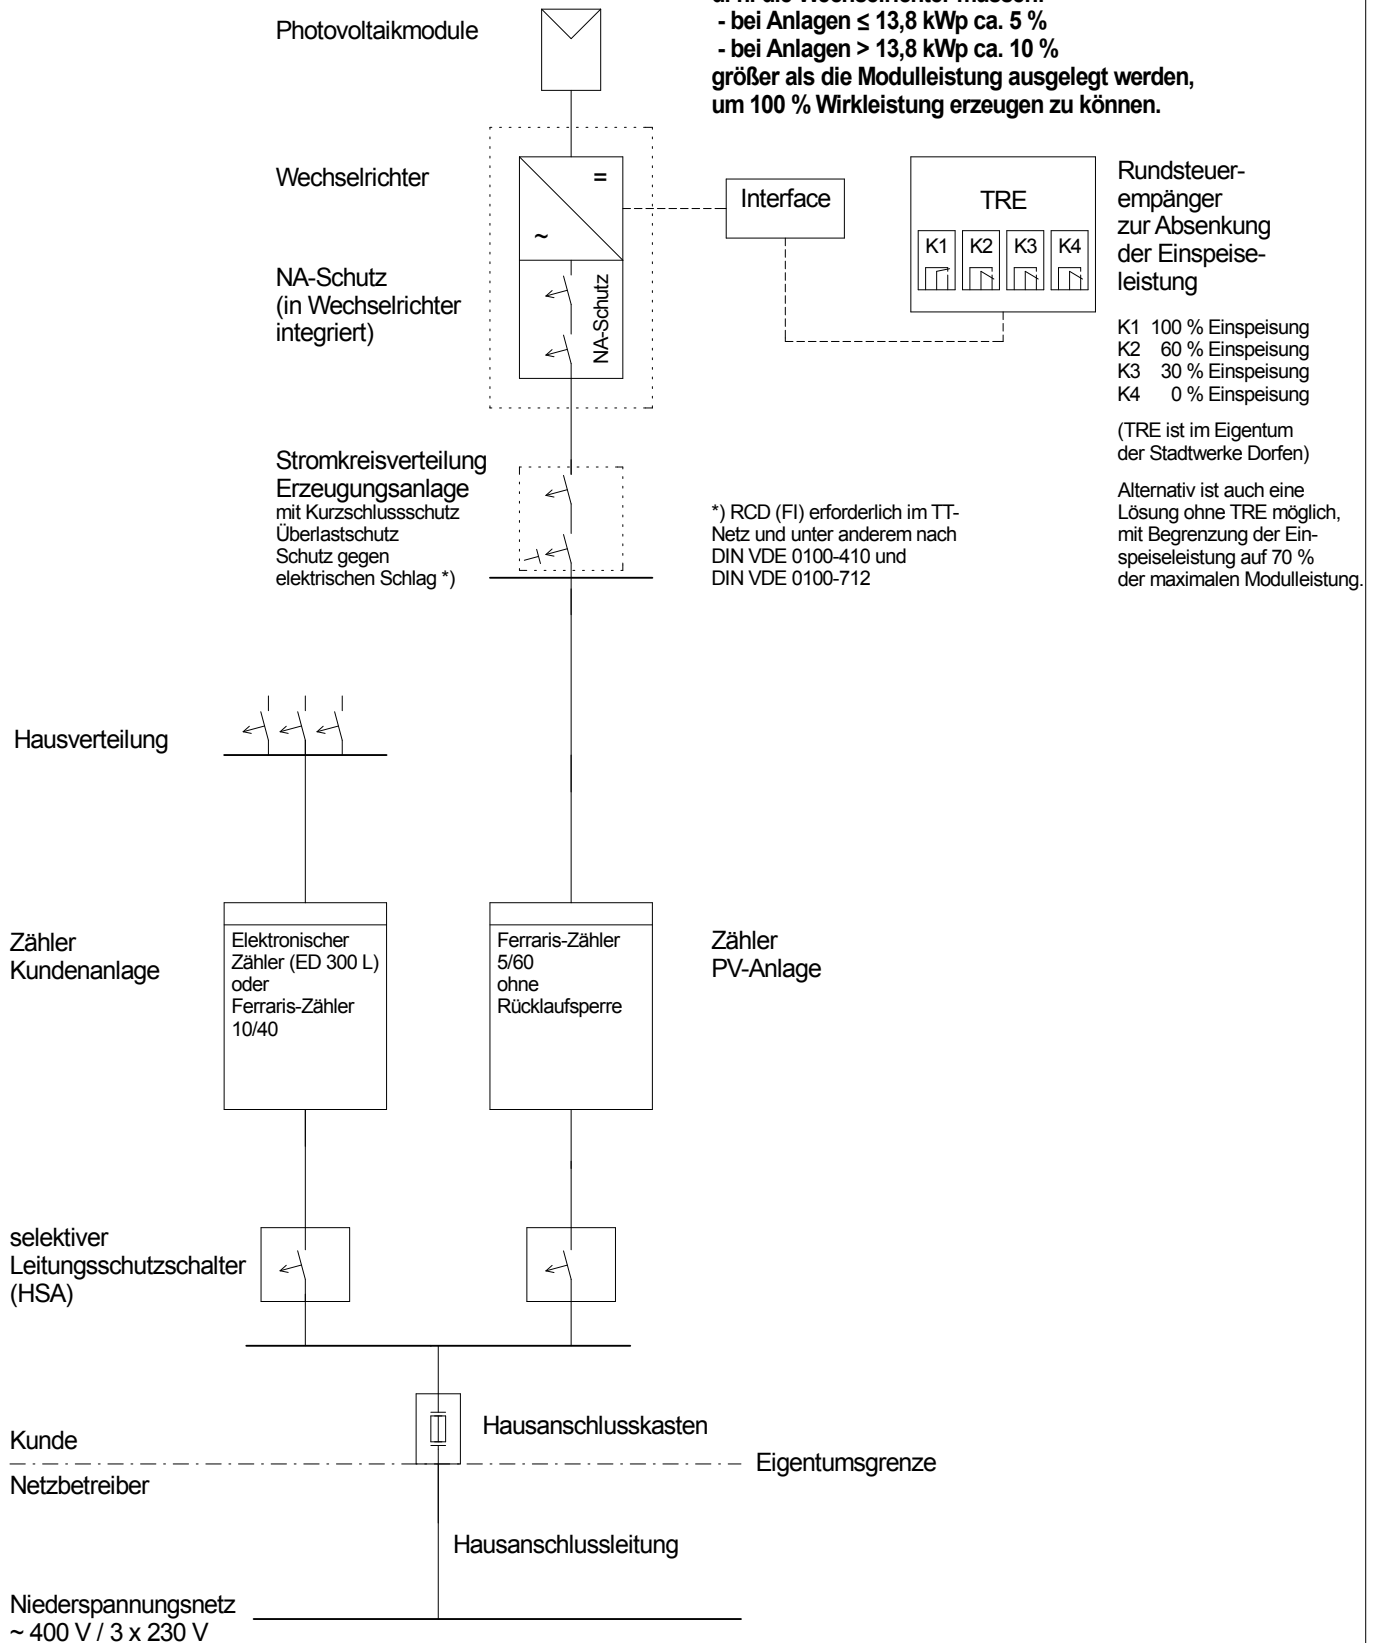 Photovoltaikmodule
- bei Anlagen ≤ 13,8 kWp ca. 5 %
- bei Anlagen > 13,8 kWp ca. 10 %
größer als die Modulleistung ausgelegt werden,
um 100 % Wirkleistung erzeugen zu können.
Wechselrichter
=
~
Interface
TRE
K1 K2 K3 K4
Rundsteuer-
empänger
zur Absenkung
der Einspeise-
leistung
NA-Schutz
(in Wechselrichter
integriert)
NA-Schutz
K1 100 % Einspeisung
K2 60 % Einspeisung
K3 30 % Einspeisung
K4 0 % Einspeisung
(TRE ist im Eigentum
der Stadtwerke Dorfen)
Alternativ ist auch eine
Lösung ohne TRE möglich,
mit Begrenzung der Ein-
speiseleistung auf 70 %
der maximalen Modulleistung.
Stromkreisverteilung
Erzeugungsanlage
mit Kurzschlussschutz
Überlastschutz
Schutz gegen
elektrischen Schlag *)
*) RCD (FI) erforderlich im TT-
Netz und unter anderem nach
DIN VDE 0100-410 und
DIN VDE 0100-712
Hausverteilung
Zähler
Kundenanlage
Elektronischer
Zähler (ED 300 L)
oder
Ferraris-Zähler
10/40
Ferraris-Zähler
5/60
ohne
Rücklaufsperre
Zähler
PV-Anlage
selektiver
Leitungsschutzschalter
(HSA)
Hausanschlusskasten
Kunde
Eigentumsgrenze
Netzbetreiber
Hausanschlussleitung
Niederspannungsnetz
~ 400 V / 3 x 230 V